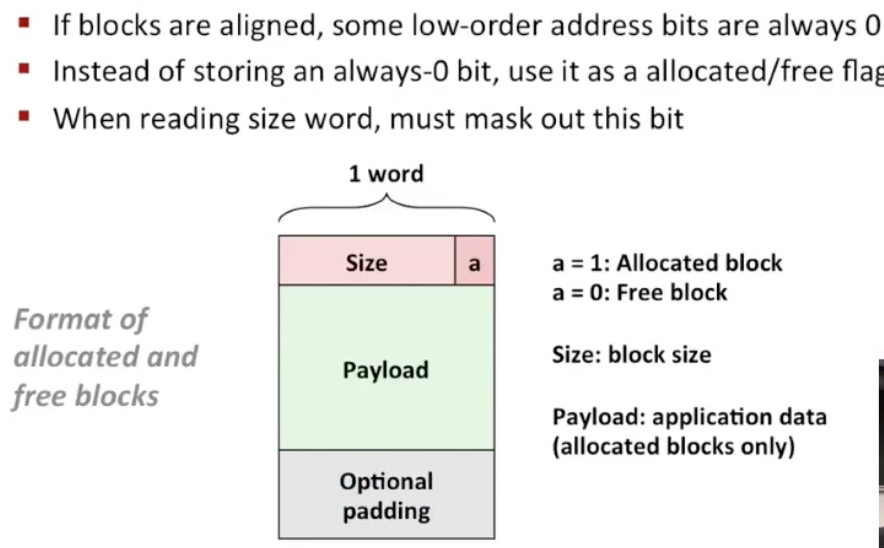 If blocks are aligned, some low-order address bits are always 0
Instead of storing an always-0 bit, use it as a allocated/free flag
When reading size word, must mask out this bit
1 word
Size a
a = 1: Allocated block
a = 0: Free block
Format of
allocated and
free blocks
Payload
Size: block size
Payload: application data
(allocated blocks only)
Optional
padding